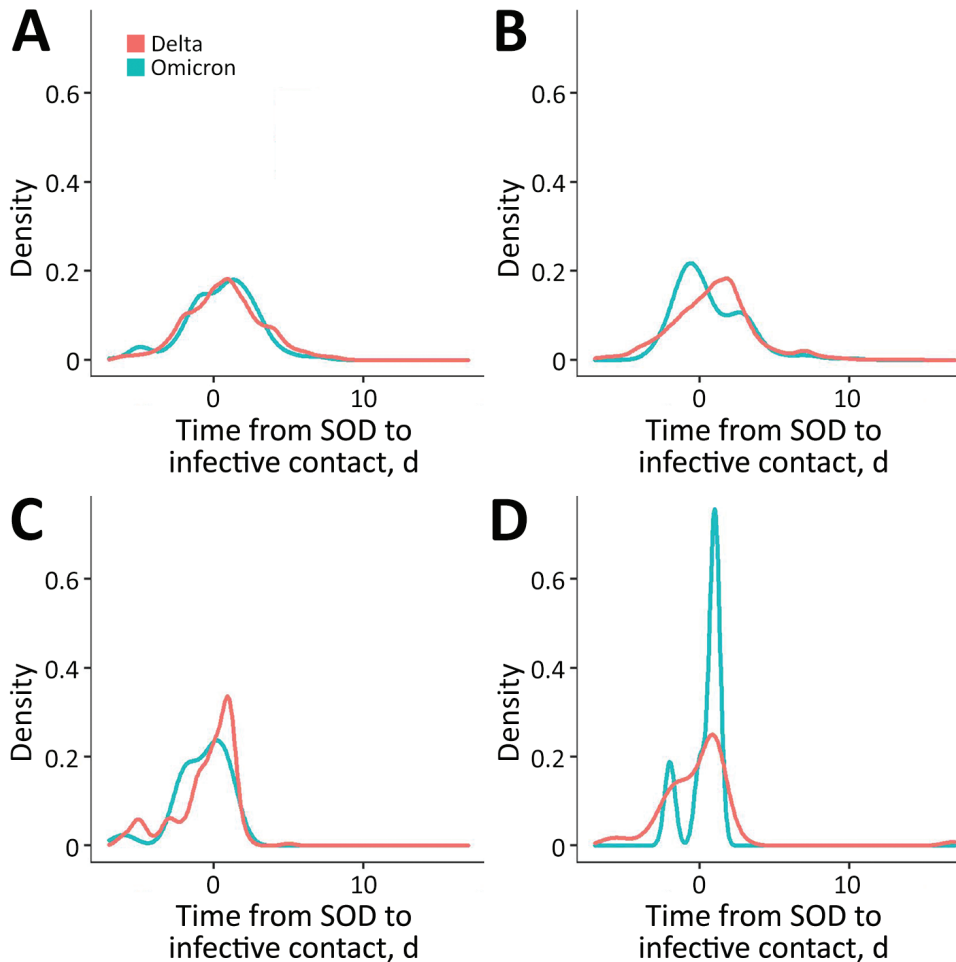 A
Delta
Omicron
Density
0.6
0.4
0.2
0
0
10
Time from SOD to
infective contact, d
B
Density
0.6
0.4
0.2
0
0
10
Time from SOD to
infective contact, d
C
Density
0.6
0.4
0.2
0
0
10
Time from SOD to
infective contact, d
D
Density
0.6
0.4
0.2
0
0
10
Time from SOD to
infective contact, d